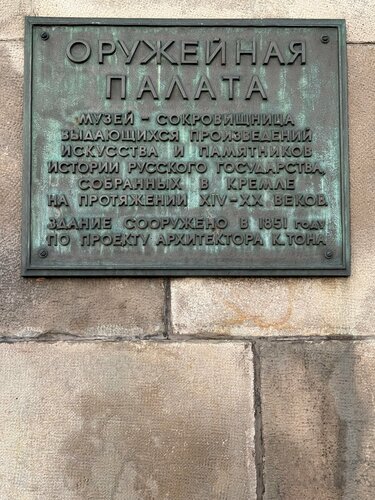 ОРУЖЕЙНАЯ
ПАЛАТА
МУЗЕЙ - СОКРОВИЩНИЦА
ВЫДАЮЩИХСЯ ПРОИЗВЕДЕНИЙ
ИСКУССТВА И ПАМЯТНИКОВ
ИСТОРИИ РУССКОГО ГОСУДАРСТВА,
СОБРАННЫХ В КРЕМЛЕ
НА ПРОТЯЖЕНИИ XIV-XX ВЕКОВ.
ЗДАНИЕ СООРУЖЕНО В 1851 ГОДУ
ПО ПРОЕКТУ АРХИТЕКТОРА К.ТОНА